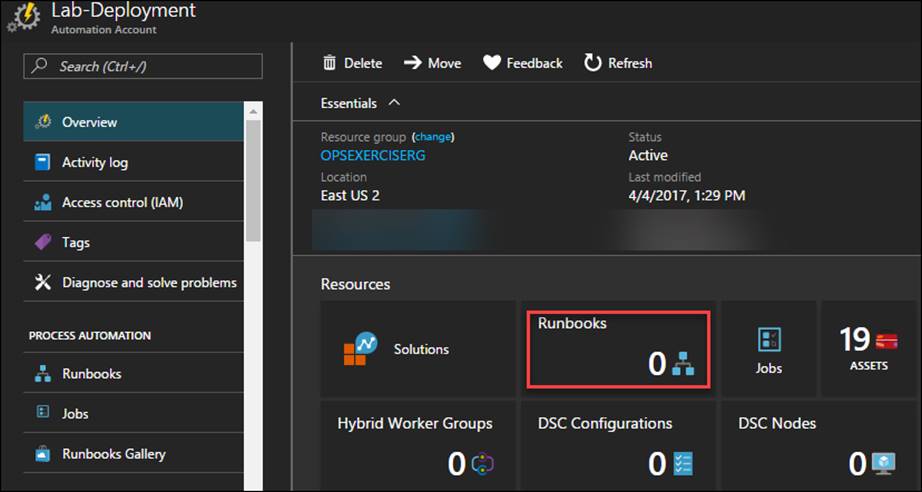 Lab-Deployment
Automation Account
Search (Ctrl+/)
Overview
Activity log
Access control (IAM)
Tags
Diagnose and solve problems
PROCESS AUTOMATION
Runbooks
Jobs
Runbooks Gallery
Delete
Move
Feedback
Refresh
Essentials
Resource group (change)
OPSEXERCISERG
Location
East US 2
Status
Active
Last modified
4/4/2017, 1:29 PM
Resources
Solutions
Runbooks
0
Jobs
19
ASSETS
Hybrid Worker Groups
0
DSC Configurations
0
DSC Nodes
0